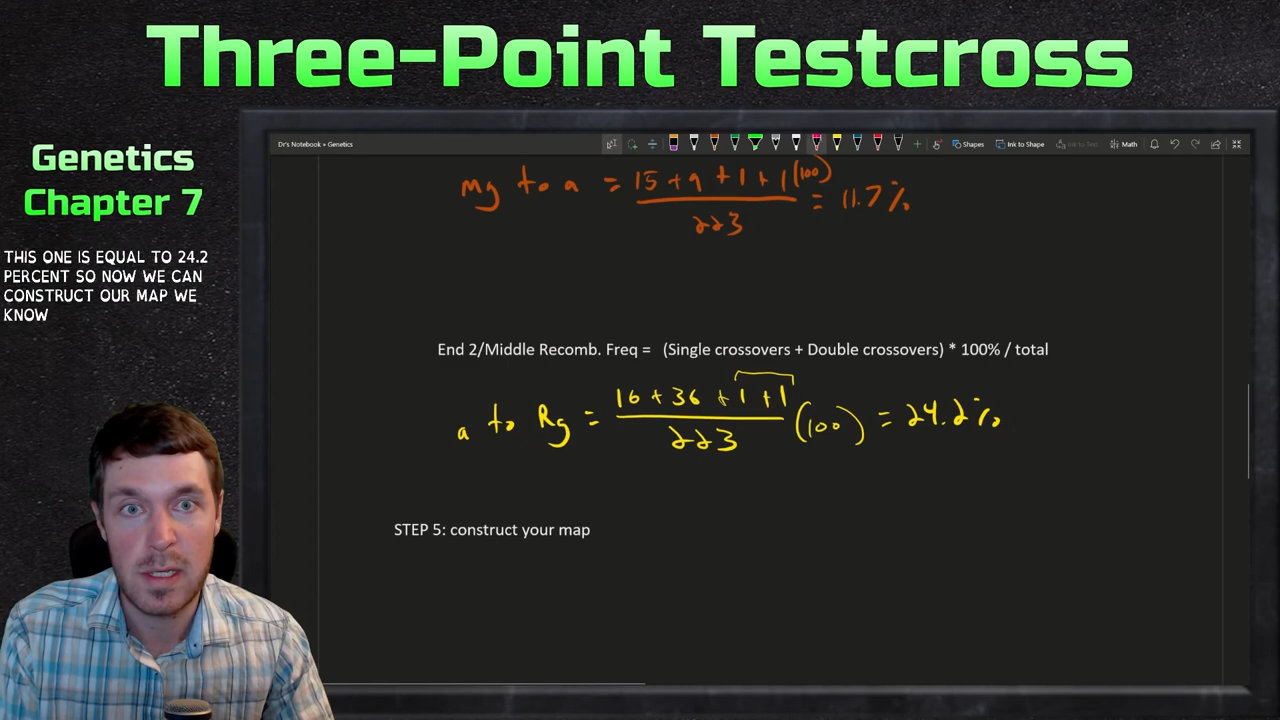 Three-Point Testcross
Genetics
Chapter 7
THIS ONE IS EQUAL TO 24.2
PERCENT SO NOW WE CAN
CONSTRUCT OUR MAP WE
KNOW
Dr's Notebook • Genetics
Shapes
Ink to Shape
Ink to Text
Math
Mg to a = 15 + 9 + 1 + 1 (100) = 11.7%
223
End 2/Middle Recomb. Freq = (Single crossovers + Double crossovers) * 100% / total
a to Rg = 16 + 36 + 1 + 1 (100) = 24.2%
223
STEP 5: construct your map